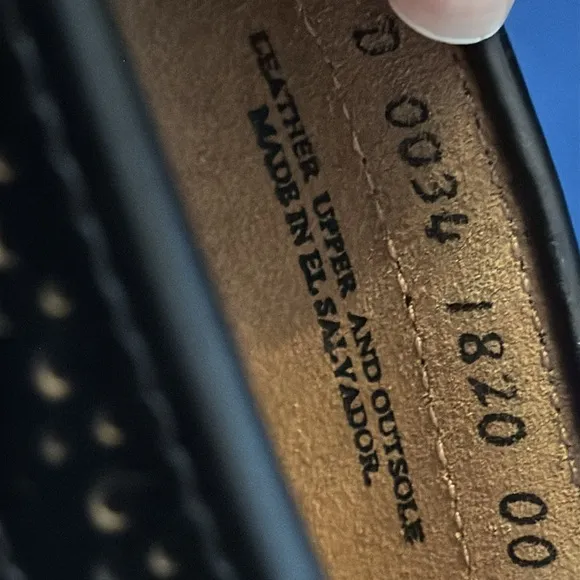 D 0034 1820 00
LEATHER UPPER AND OUTSOLE
MADE IN EL SALVADOR.